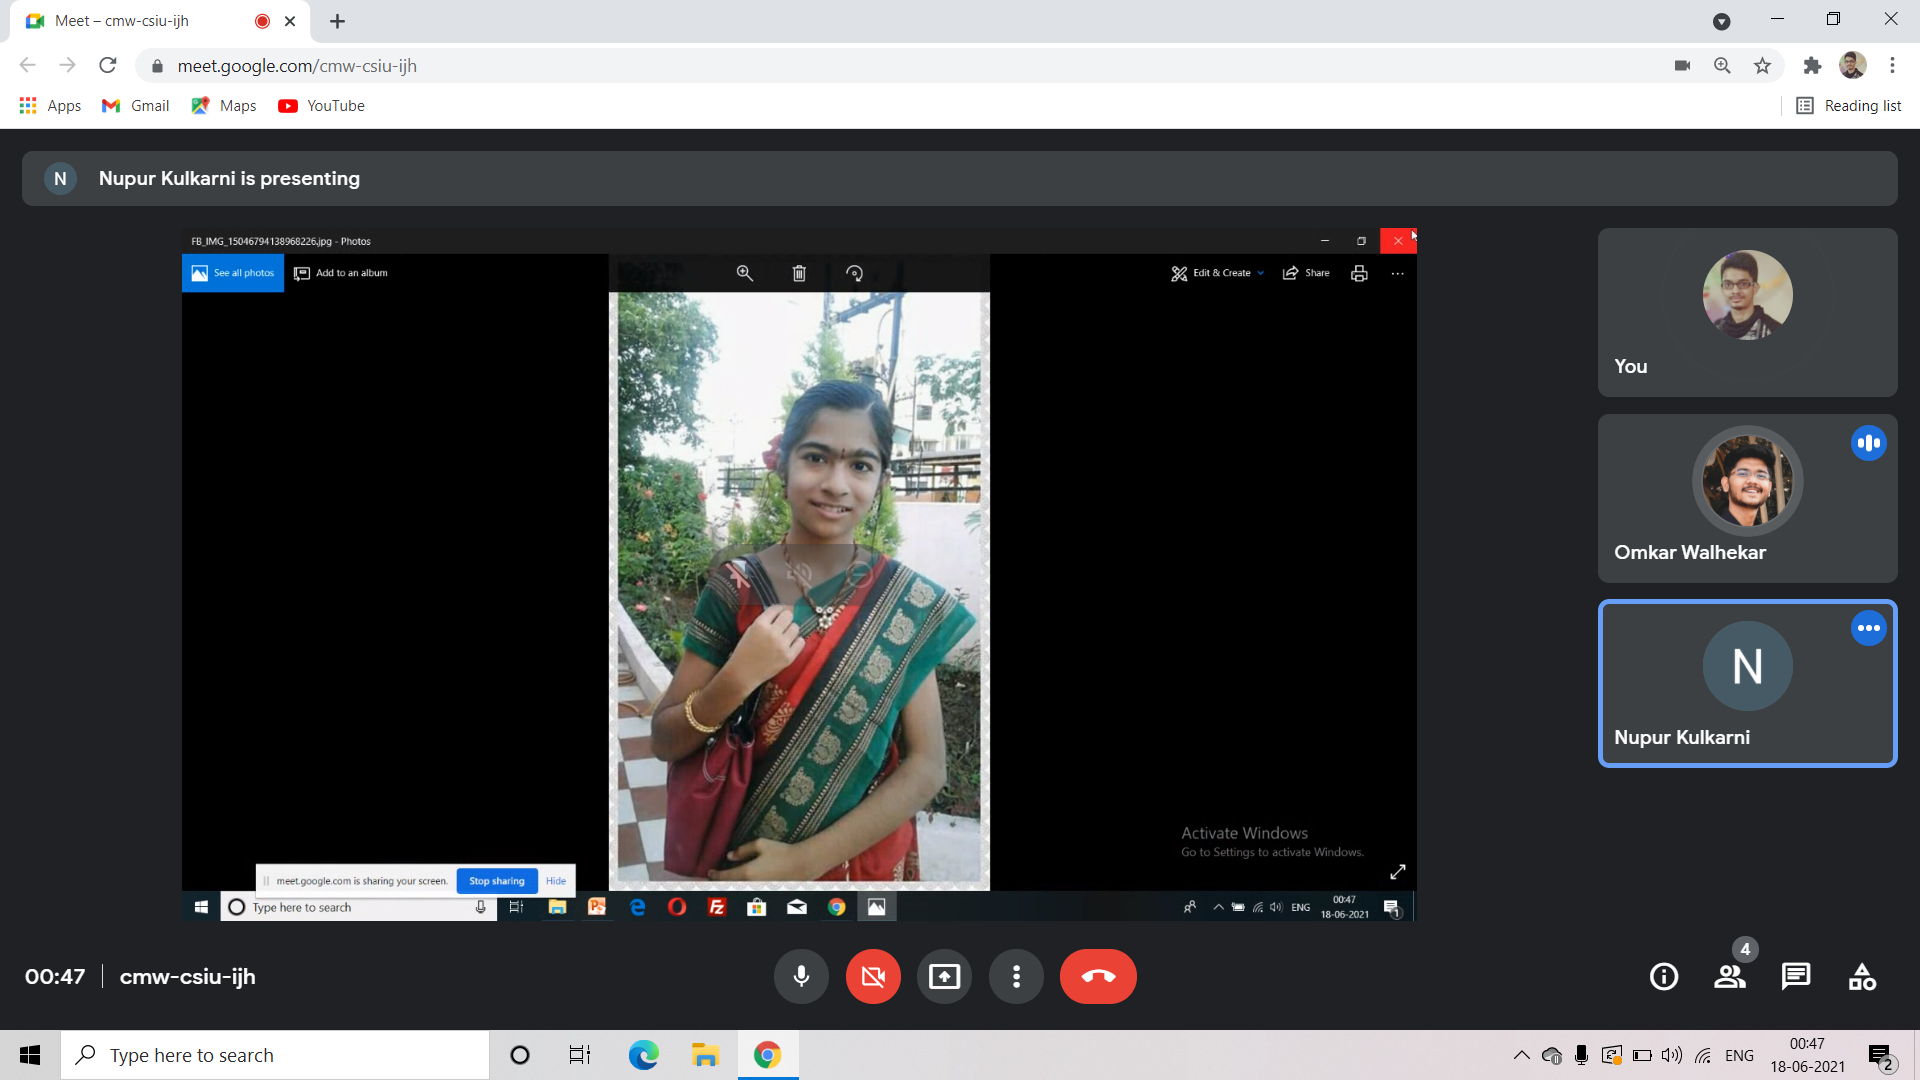 Meet – cmw-csiu-ijh
meet.google.com/cmw-csiu-ijh
Apps Gmail Maps YouTube Reading list
N Nupur Kulkarni is presenting
FB_IMG_15046794138968226.jpg - Photos
See all photos Add to an album Edit & Create Share
You
Omkar Walhekar
N
Nupur Kulkarni
Activate Windows
Go to Settings to activate Windows.
meet.google.com is sharing your screen. Stop sharing Hide
Type here to search ENG 00:47
18-06-2021 1
00:47 cmw-csiu-ijh 4
Type here to search ENG 00:47
18-06-2021 2